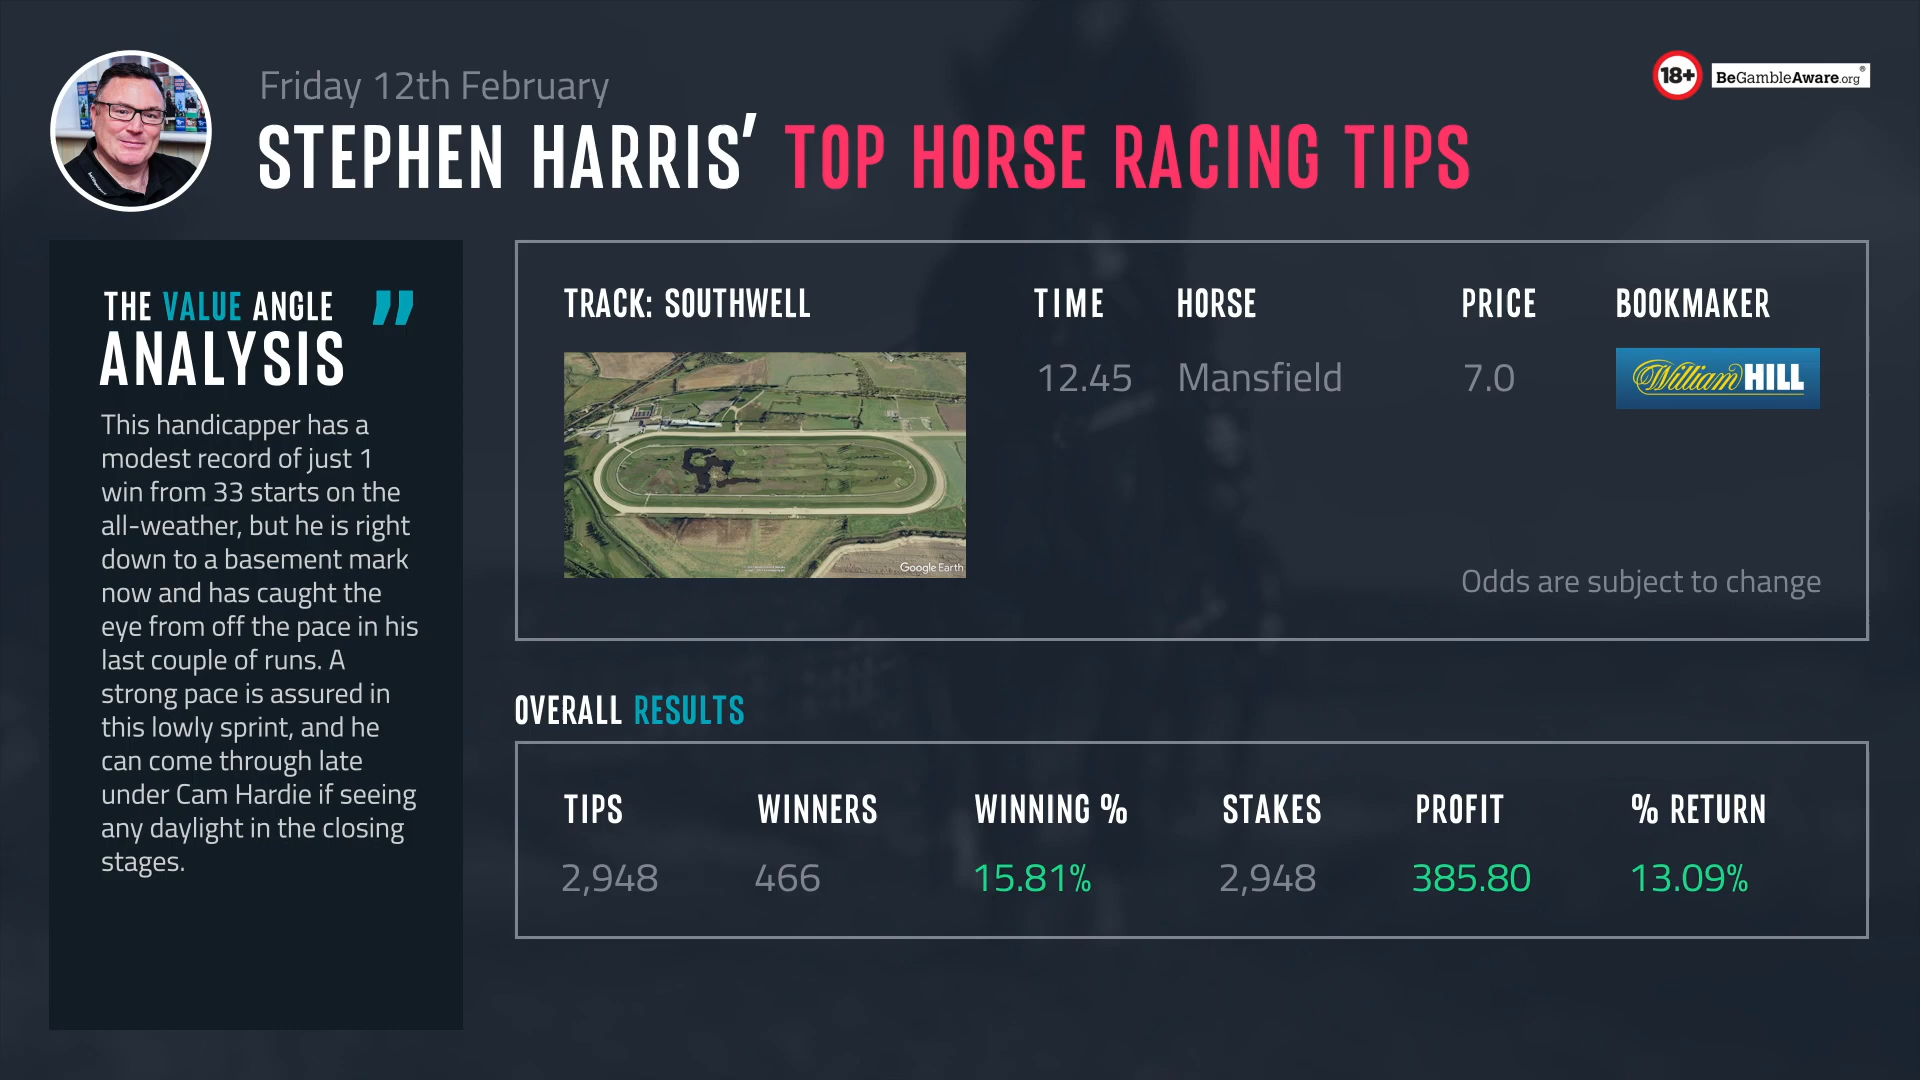 Friday 12th February
STEPHEN HARRIS' TOP HORSE RACING TIPS
18+
BeGambleAware.org®
THE VALUE ANGLE
ANALYSIS
"
This handicapper has a
modest record of just 1
win from 33 starts on the
all-weather, but he is right
down to a basement mark
now and has caught the
eye from off the pace in his
last couple of runs. A
strong pace is assured in
this lowly sprint, and he
can come through late
under Cam Hardie if seeing
any daylight in the closing
stages.
TRACK: SOUTHWELL
Google Earth
TIME HORSE PRICE BOOKMAKER
12.45 Mansfield 7.0 William HILL
Odds are subject to change
OVERALL RESULTS
TIPS WINNERS WINNING % STAKES PROFIT % RETURN
2,948 466 15.81% 2,948 385.80 13.09%